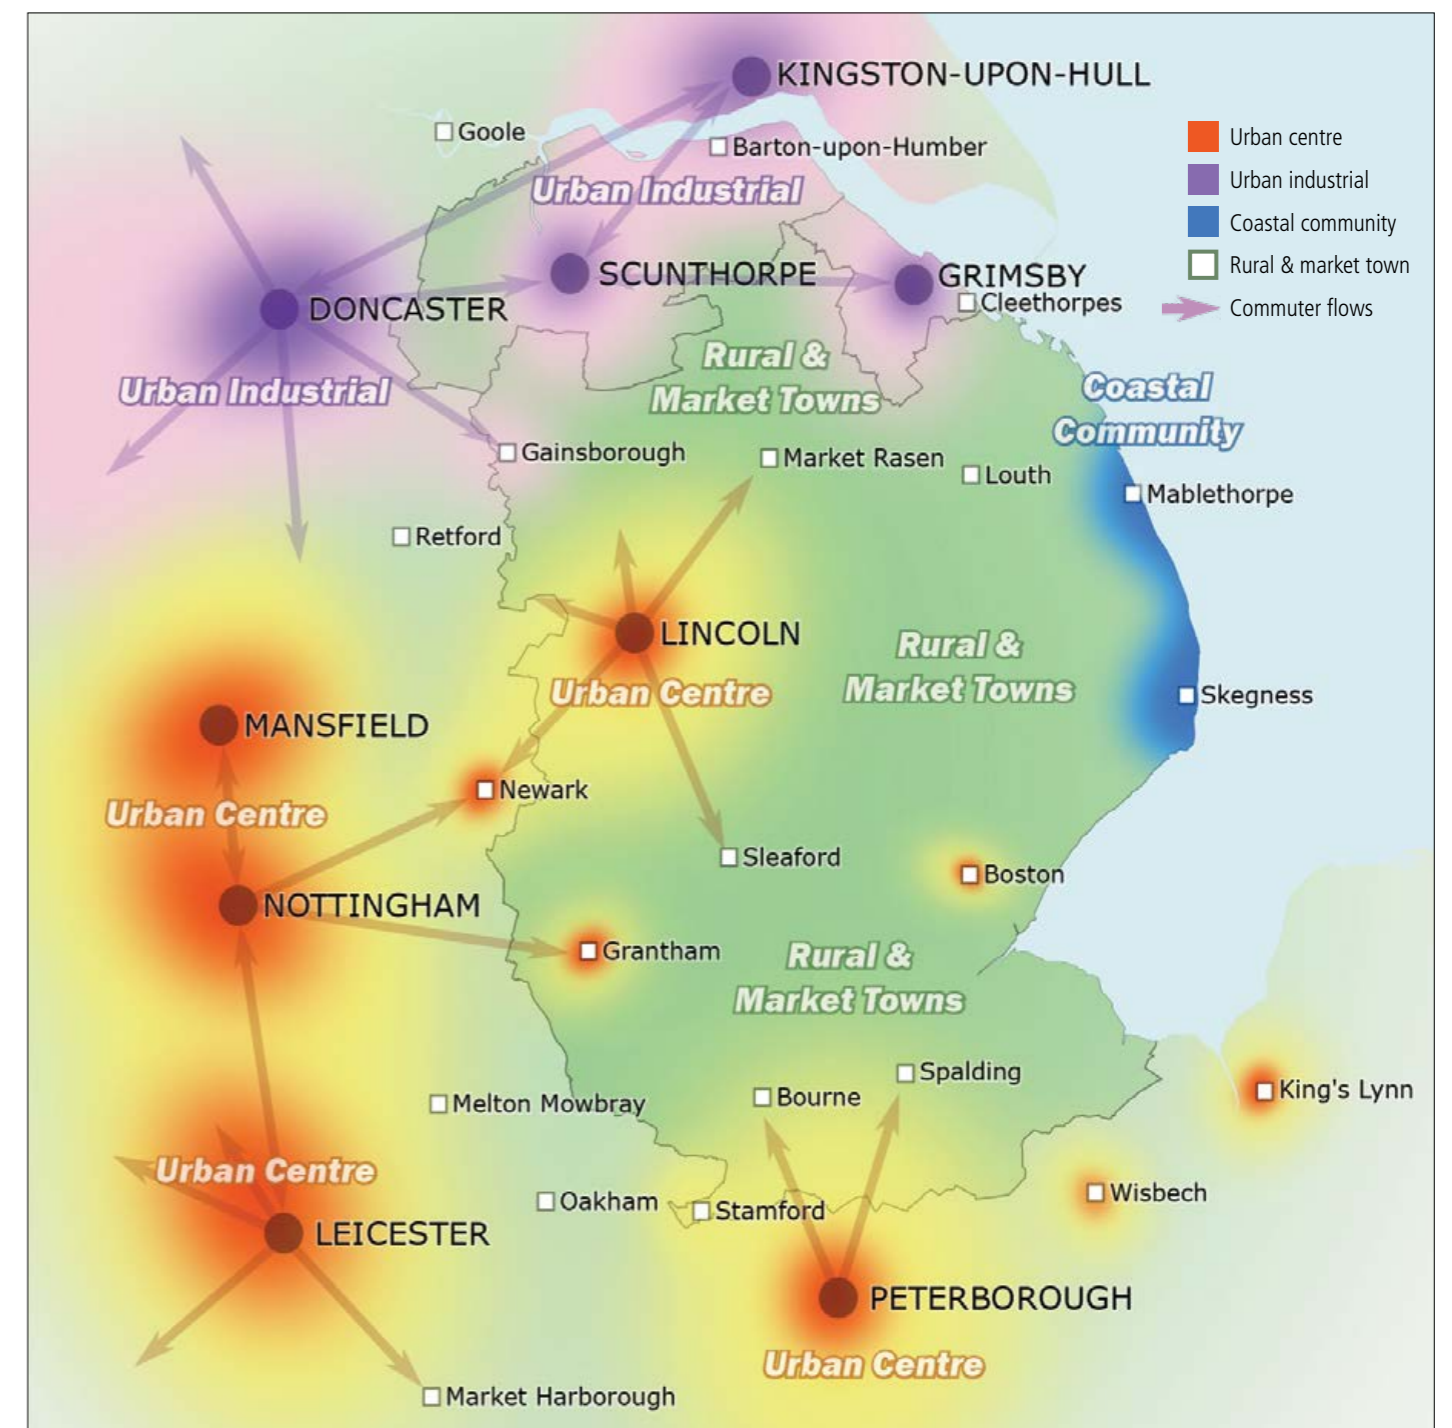 KINGSTON-UPON-HULL
Goole
Barton-upon-Humber
Urban centre
Urban industrial
Coastal community
Rural & market town
Commuter flows
Urban Industrial
SCUNTHORPE
GRIMSBY
Cleethorpes
DONCASTER
Urban Industrial
Rural &
Market Towns
Coastal
Community
Gainsborough
Market Rasen
Louth
Mablethorpe
Retford
LINCOLN
Urban Centre
Rural &
Market Towns
Skegness
MANSFIELD
Newark
Urban Centre
Sleaford
Boston
NOTTINGHAM
Grantham
Rural &
Market Towns
Spalding
Bourne
King's Lynn
Melton Mowbray
Urban Centre
Wisbech
Oakham
Stamford
LEICESTER
PETERBOROUGH
Urban Centre
Market Harborough